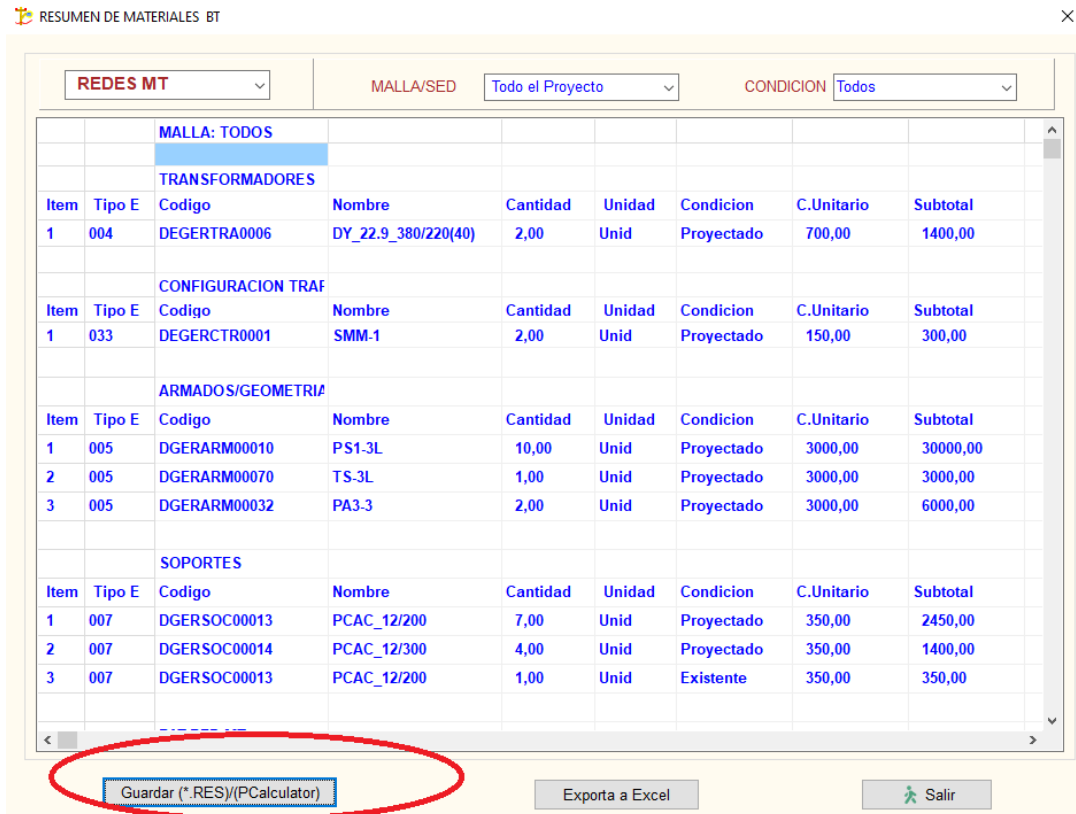 RESUMEN DE MATERIALES BT
REDES MT MALLA/SED Todo el Proyecto CONDICION Todos
MALLA: TODOS
TRANSFORMADORES
Item Tipo E Codigo Nombre Cantidad Unidad Condicion C.Unitario Subtotal
1 004 DEGERTRA0006 DY_22.9_380/220(40) 2,00 Unid Proyectado 700,00 1400,00
CONFIGURACION TRAF
Item Tipo E Codigo Nombre Cantidad Unidad Condicion C.Unitario Subtotal
1 033 DEGERCTR0001 SMM-1 2,00 Unid Proyectado 150,00 300,00
ARMADOS/GEOMETRIA
Item Tipo E Codigo Nombre Cantidad Unidad Condicion C.Unitario Subtotal
1 005 DGERARM00010 PS1-3L 10,00 Unid Proyectado 3000,00 30000,00
2 005 DGERARM00070 TS-3L 1,00 Unid Proyectado 3000,00 3000,00
3 005 DGERARM00032 PA3-3 2,00 Unid Proyectado 3000,00 6000,00
SOPORTES
Item Tipo E Codigo Nombre Cantidad Unidad Condicion C.Unitario Subtotal
1 007 DGERSOC00013 PCAC_12/200 7,00 Unid Proyectado 350,00 2450,00
2 007 DGERSOC00014 PCAC_12/300 4,00 Unid Proyectado 350,00 1400,00
3 007 DGERSOC00013 PCAC_12/200 1,00 Unid Existente 350,00 350,00
Guardar (*.RES)/(PCalculator) Exporta a Excel Salir